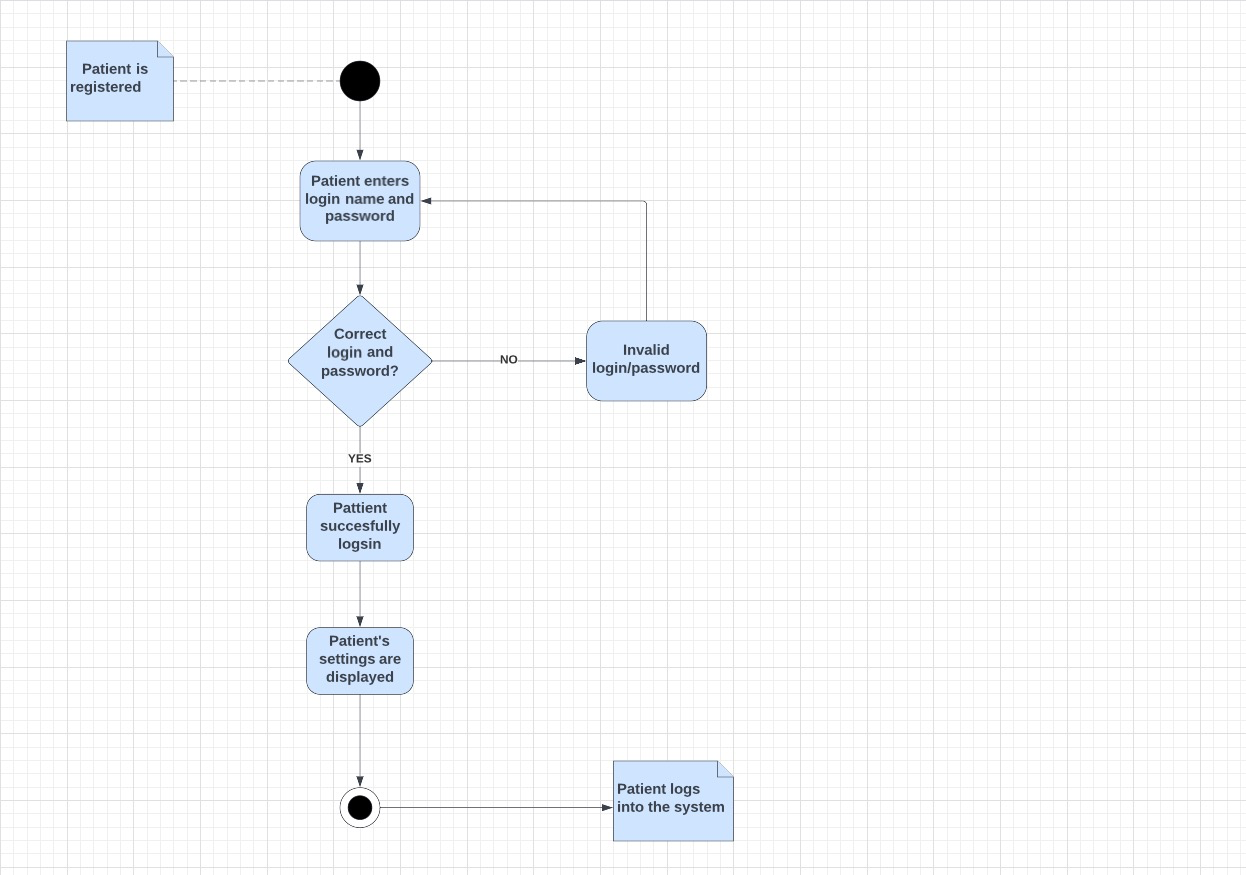 Patient is
registered
Patient enters
login name and
password
Correct
login and
password?
NO
Invalid
login/password
YES
Pattient
succesfully
logsin
Patient's
settings are
displayed
Patient logs
into the system